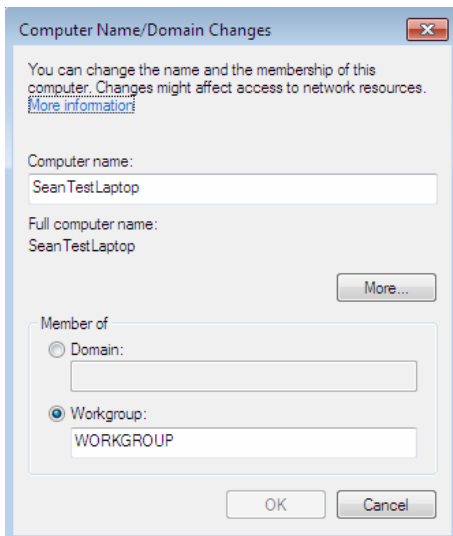 Computer Name/Domain Changes
You can change the name and the membership of this
computer. Changes might affect access to network resources.
More information
Computer name:
SeanTestLaptop
Full computer name:
SeanTestLaptop
More...
Member of
Domain:
Workgroup:
WORKGROUP
OK Cancel